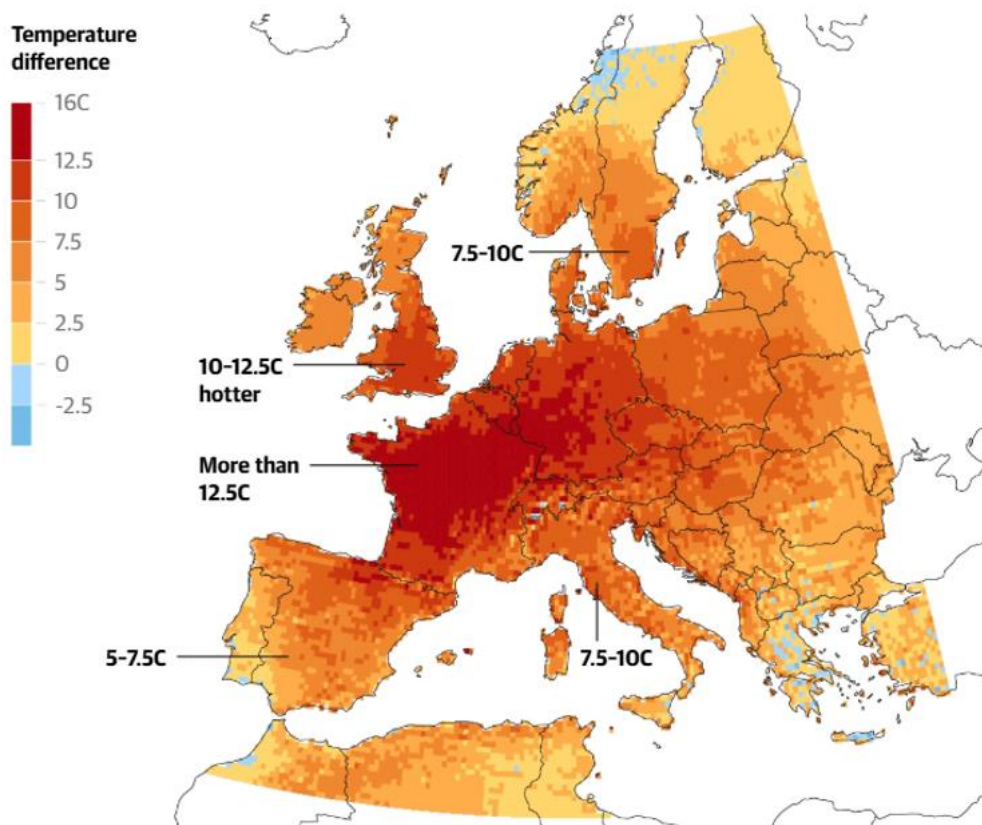 Temperature
difference
16C
12.5
10
7.5
5
2.5
0
-2.5
7.5-10C
10-12.5C
hotter
More than
12.5C
5-7.5C
7.5-10C